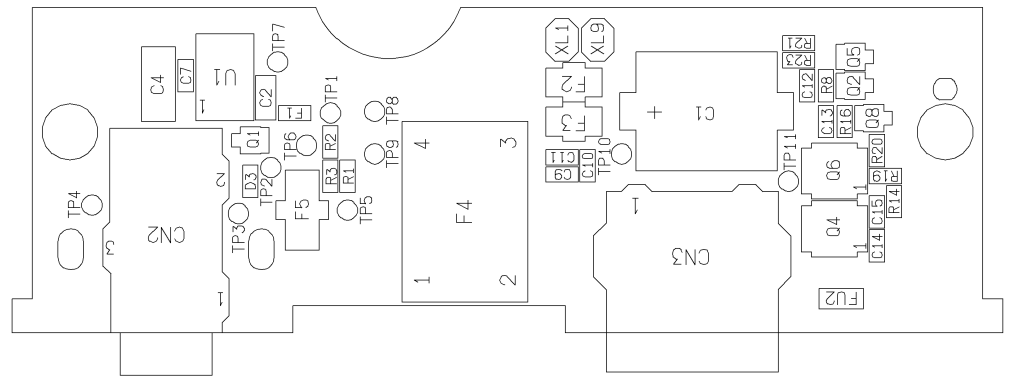 TP7
XL1
XL9
R21
R23
Q5
C4
C7
U1
1
C2
F1
TP1
TP8
F2
F3
+
C1
C12
R8
Q2
C13
R16
Q8
Q1
TP6
R2
TP9
4
3
C11
C9
C10
TP10
TP11
Q6
1
R20
R19
R14
TP4
2
D3
TP2
R3
R1
F5
TP5
TP3
CN2
3
1
F4
1
2
1
CN3
Q4
1
C15
C14
FU2